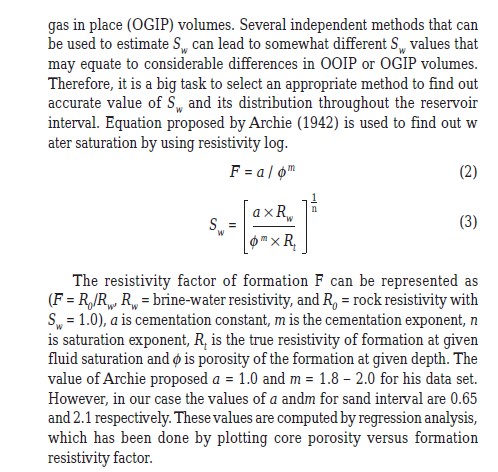 gas in place (OGIP) volumes. Several independent methods that can
be used to estimate S_w can lead to somewhat different S_w values that
may equate to considerable differences in OOIP or OGIP volumes.
Therefore, it is a big task to select an appropriate method to find out
accurate value of S_w and its distribution throughout the reservoir
interval. Equation proposed by Archie (1942) is used to find out w
ater saturation by using resistivity log.
F = a / ϕ^m (2)
S_w = [ (a × R_w) / (ϕ^m × R_t) ]^(1/n) (3)
The resistivity factor of formation F can be represented as
(F = R_0/R_w, R_w = brine-water resistivity, and R_0 = rock resistivity with
S_w = 1.0), a is cementation constant, m is the cementation exponent, n
is saturation exponent, R_t is the true resistivity of formation at given
fluid saturation and ϕ is porosity of the formation at given depth. The
value of Archie proposed a = 1.0 and m = 1.8 – 2.0 for his data set.
However, in our case the values of a andm for sand interval are 0.65
and 2.1 respectively. These values are computed by regression analysis,
which has been done by plotting core porosity versus formation
resistivity factor.